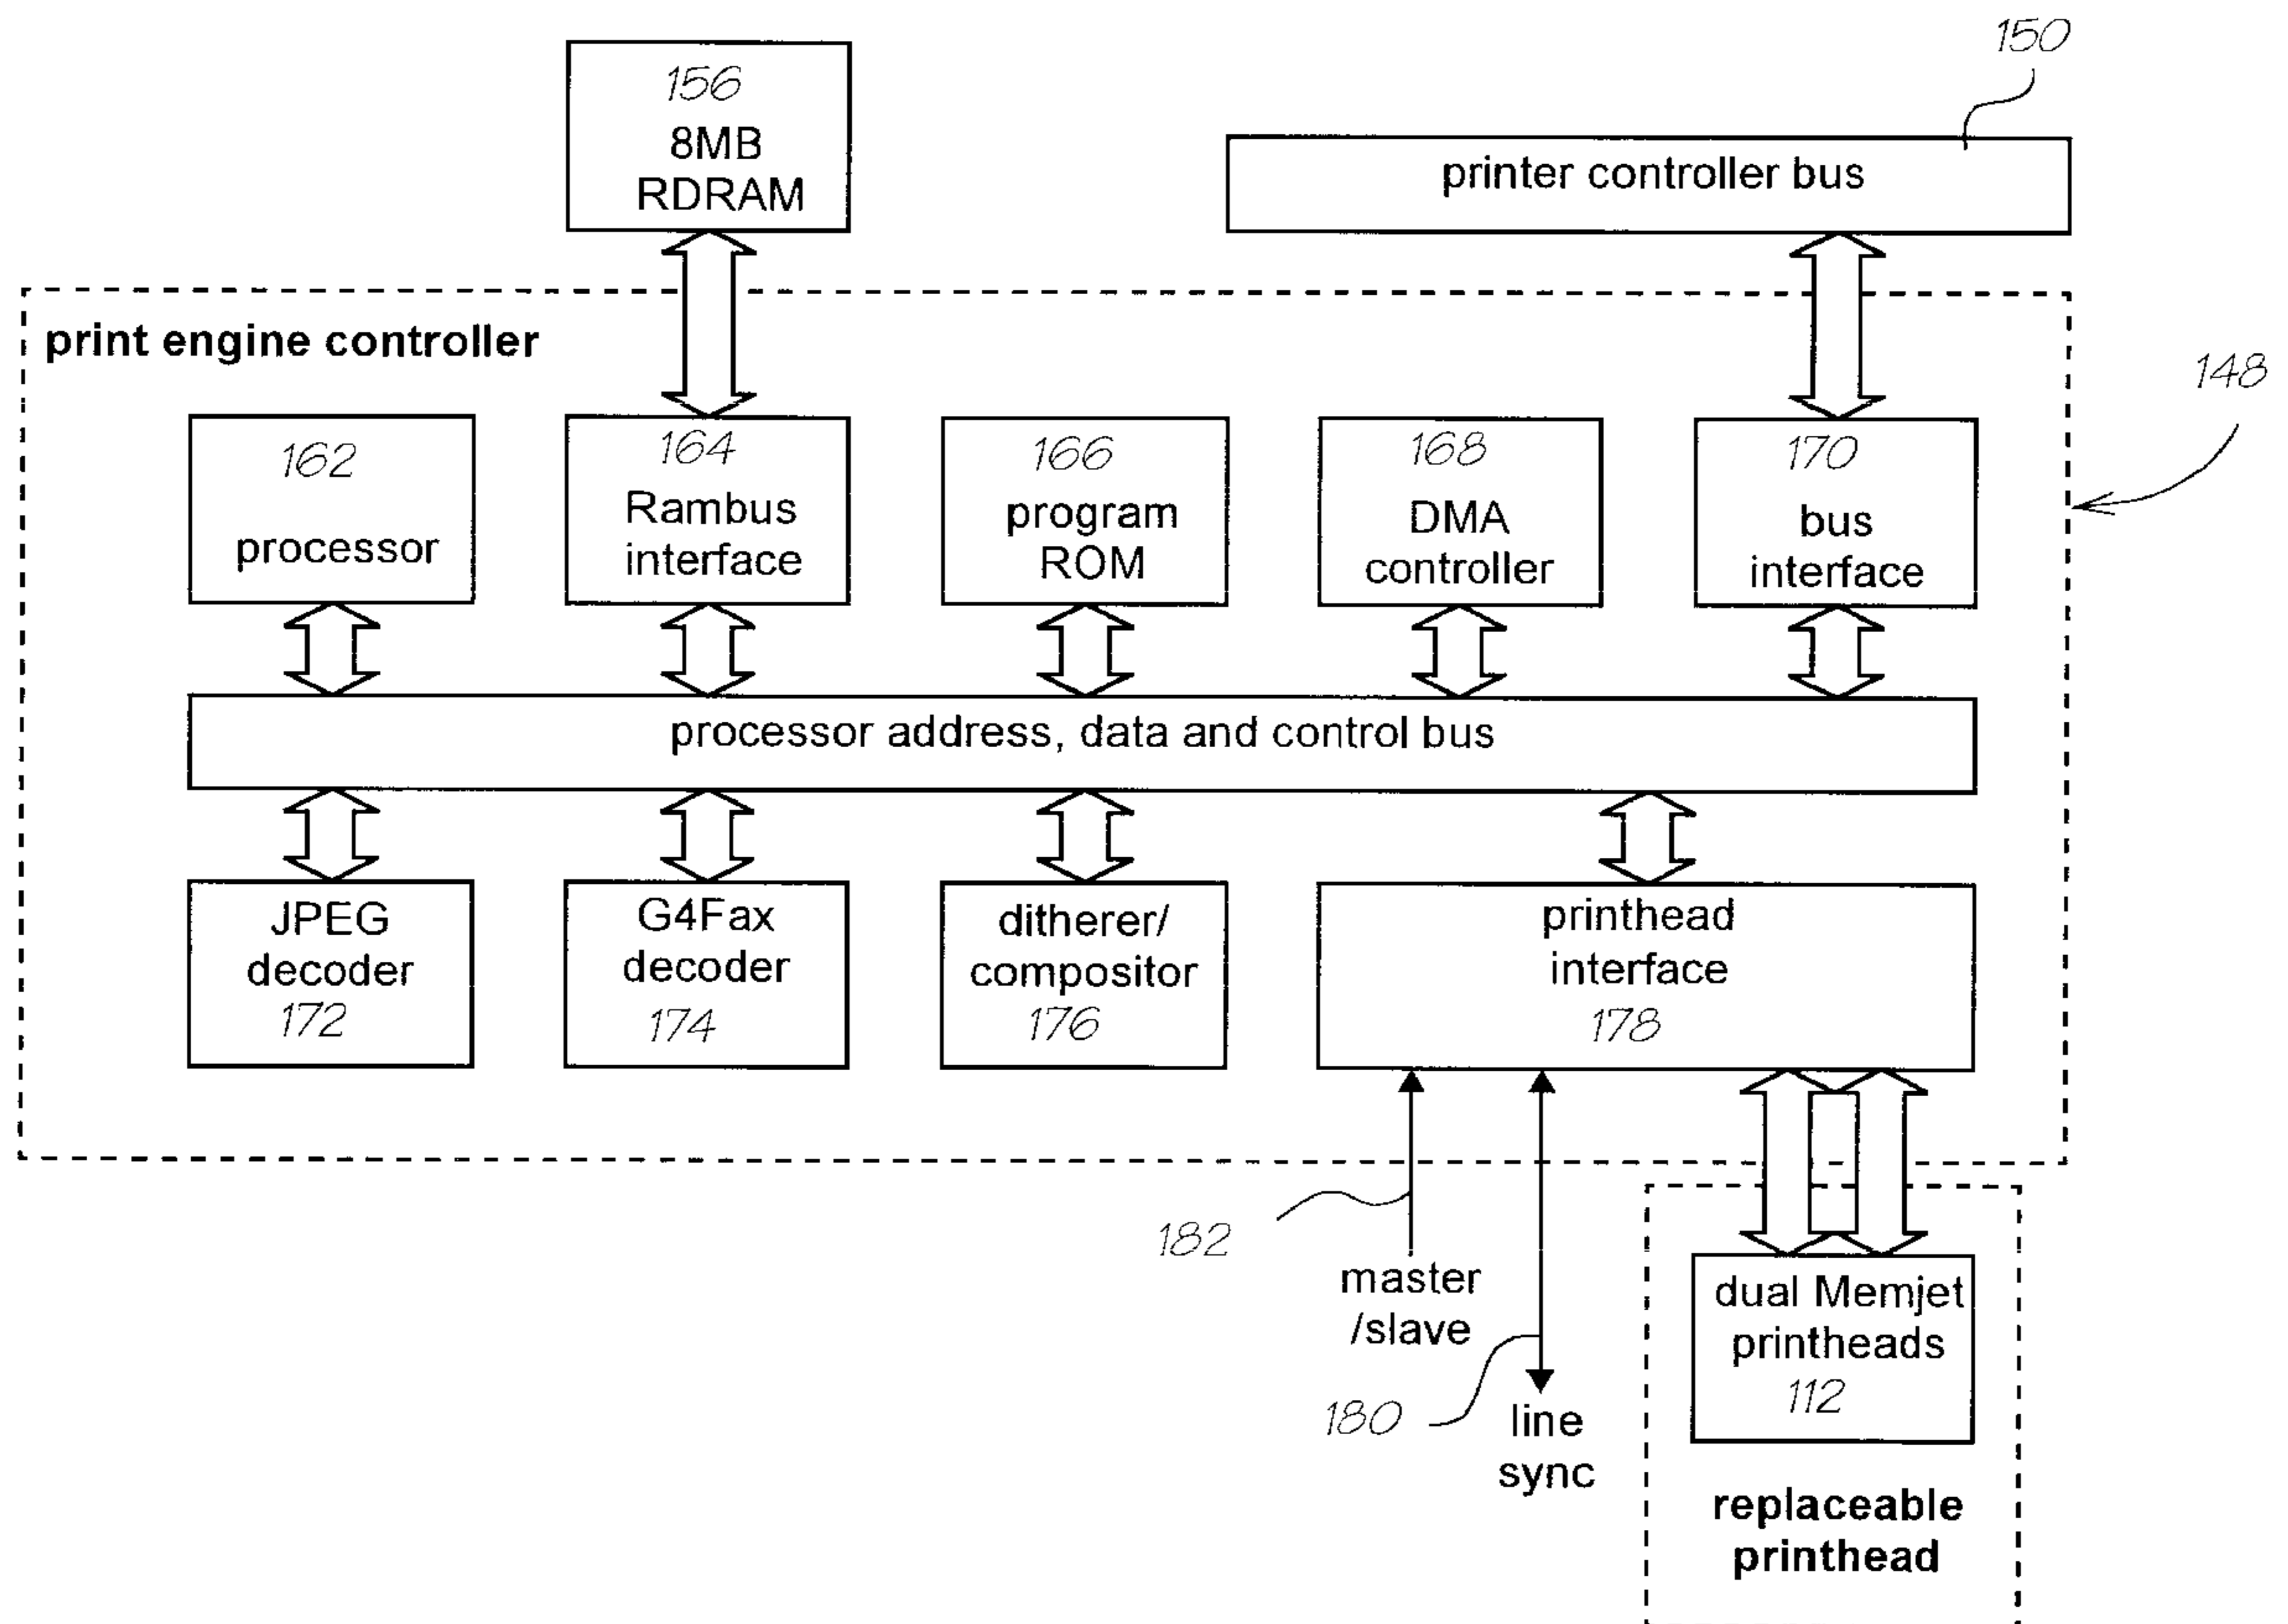 150
156
8MB
RDRAM
printer controller bus
print engine controller
148
162
processor
164
Rambus
interface
166
program
ROM
168
DMA
controller
170
bus
interface
processor address, data and control bus
JPEG
decoder
172
G4Fax
decoder
174
ditherer/
compositor
176
printhead
interface
178
182
master
/slave
180
line
sync
dual Memjet
printheads
112
replaceable
printhead